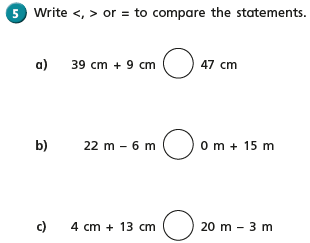 5 Write <, > or = to compare the statements.
a) 39 cm + 9 cm 47 cm
b) 22 m – 6 m 0 m + 15 m
c) 4 cm + 13 cm 20 m – 3 m